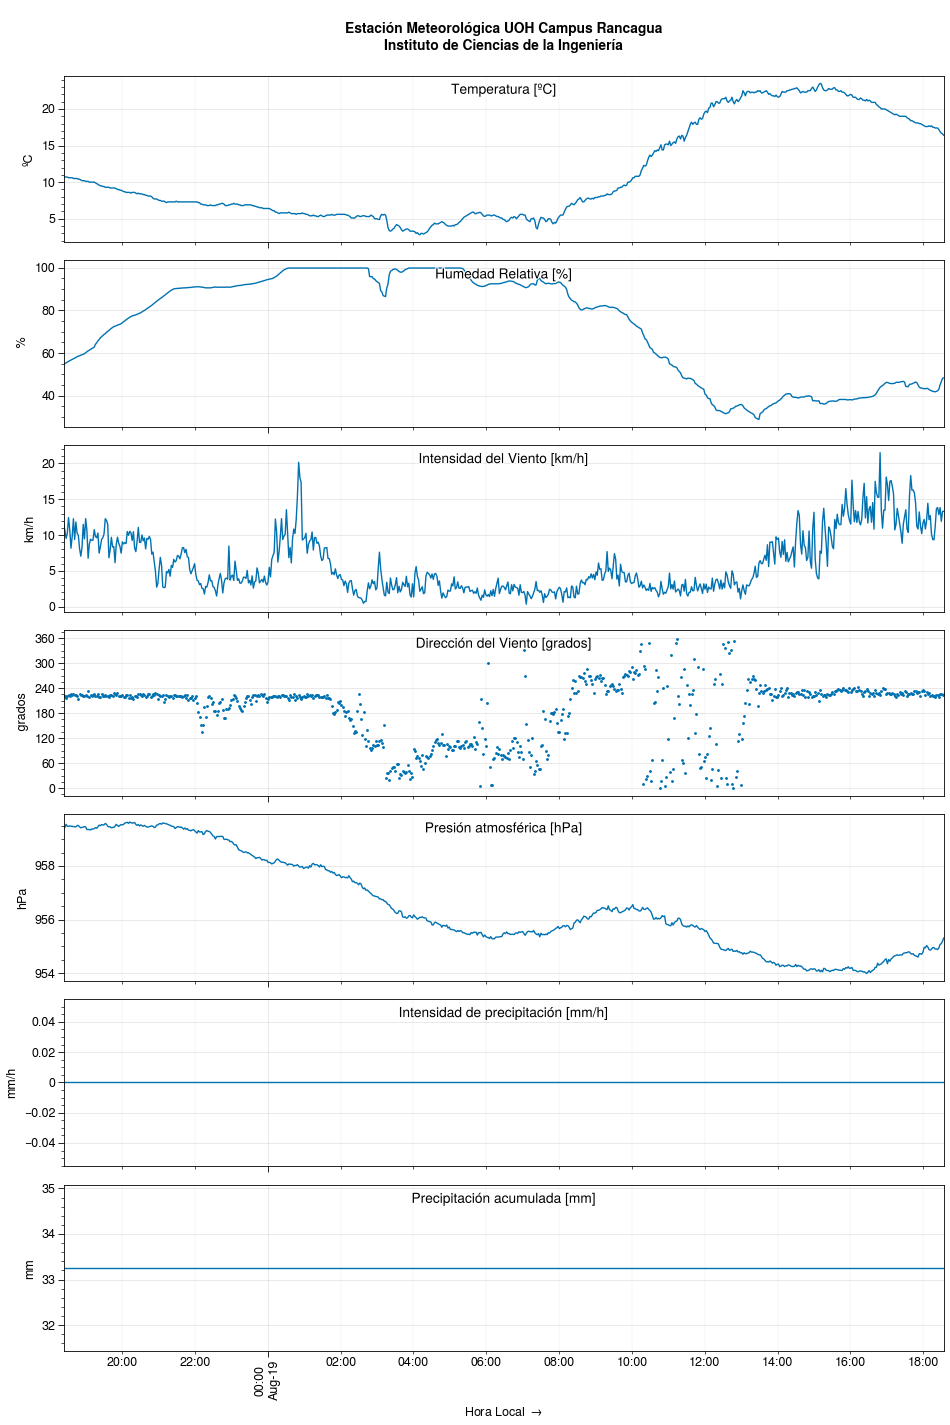 Estación Meteorológica UOH Campus Rancagua
Instituto de Ciencias de la Ingeniería
Temperatura [ºC]
ºC
20
15
10
5
Humedad Relativa [%]
%
100
80
60
40
Intensidad del Viento [km/h]
km/h
20
15
10
5
0
Dirección del Viento [grados]
grados
360
300
240
180
120
60
0
Presión atmosférica [hPa]
hPa
958
956
954
Intensidad de precipitación [mm/h]
mm/h
0.04
0.02
0
−0.02
−0.04
Precipitación acumulada [mm]
mm
35
34
33
32
20:00 22:00 00:00 02:00 04:00 06:00 08:00 10:00 12:00 14:00 16:00 18:00
Aug-19
Hora Local →